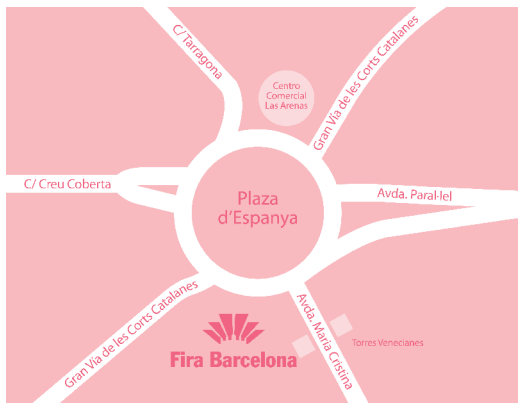 C/ Tarragona
Centro
Comercial
Las Arenas
Gran Via de les Corts Catalanes
C/ Creu Coberta
Plaza
d'Espanya
Avda. Paral·lel
Gran Via de les Corts Catalanes
Avda. Maria Cristina
Torres Venecianes
Fira Barcelona